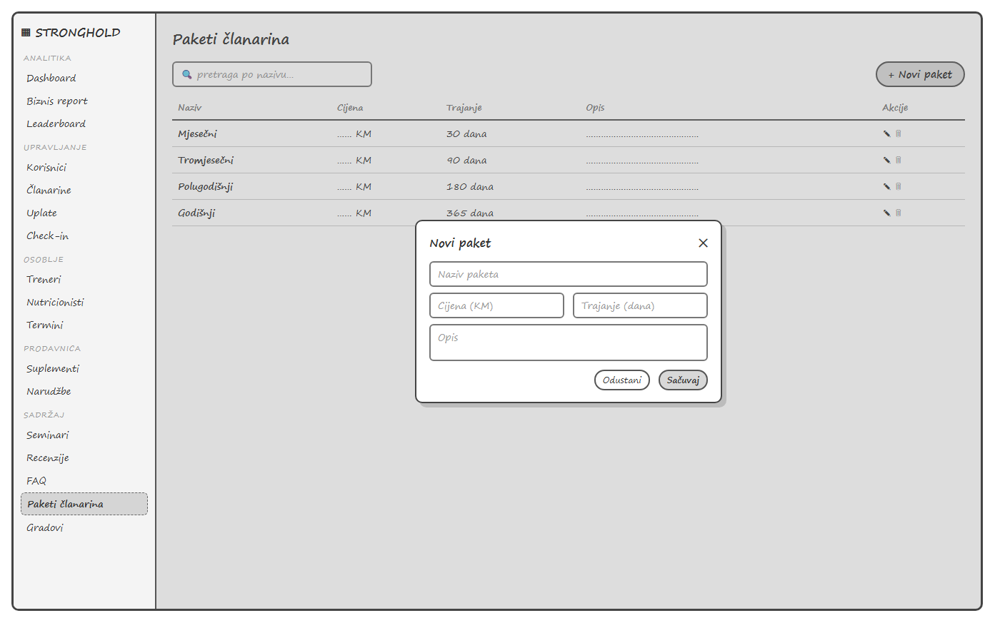 STRONGHOLD
ANALITIKA
Dashboard
Biznis report
Leaderboard
UPRAVLJANJE
Korisnici
Članarine
Uplate
Check-in
OSOBLJE
Treneri
Nutricionisti
Termini
PRODAVNICA
Suplementi
Narudžbe
SADRŽAJ
Seminari
Recenzije
FAQ
Paketi članarina
Gradovi
Paketi članarina
pretraga po nazivu...
+ Novi paket
Naziv Cijena Trajanje Opis Akcije
Mjesečni ...... KM 30 dana .............................................
Tromjesečni ...... KM 90 dana .............................................
Polugodišnji ...... KM 180 dana .............................................
Godišnji ...... KM 365 dana .............................................
Novi paket ✕
Naziv paketa
Cijena (KM) Trajanje (dana)
Opis
Odustani Sačuvaj